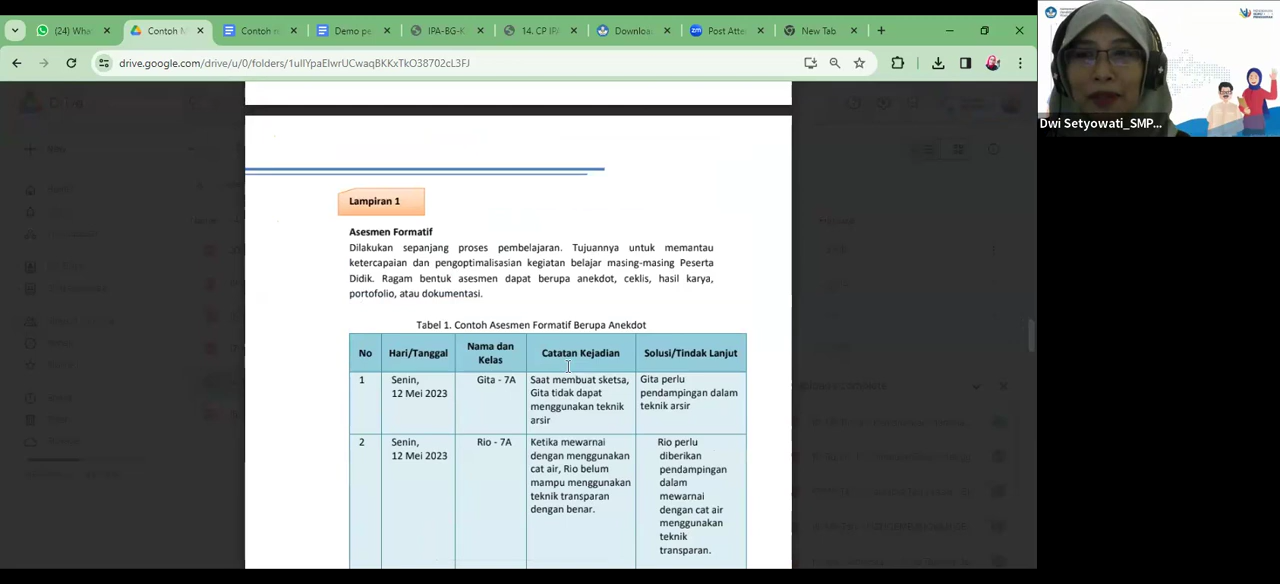 (24) Wha
Contoh M
Contoh m
Demo pe
IPA-BG-K
14. CP IPA
Downloa
Post Atte
New Tab
drive.google.com/drive/u/0/folders/
Drive
Lampiran 1
Asesmen Formatif
Dilakukan sepanjang proses pembelajaran. Tujuannya untuk memantau
ketercapaian dan pengoptimalisasian kegiatan belajar masing-masing Peserta
Didik. Ragam bentuk asesmen dapat berupa anekdot, ceklis, hasil karya,
portofolio, atau dokumentasi.
Tabel 1. Contoh Asesmen Formatif Berupa Anekdot
No
Hari/Tanggal
Nama dan
Kelas
Catatan Kejadian
Solusi/Tindak Lanjut
1
Senin,
12 Mei 2023
Gita - 7A
Saat membuat sketsa,
Gita tidak dapat
menggunakan teknik
arsir
Gita perlu
pendampingan dalam
teknik arsir
2
Senin,
12 Mei 2023
Rio - 7A
Ketika mewarnai
dengan menggunakan
cat air, Rio belum
mampu menggunakan
teknik transparan
dengan benar.
Rio perlu
diberikan
pendampingan
dalam
mewarnai
dengan cat air
menggunakan
teknik
transparan.
Dwi Setyowati_SMP...